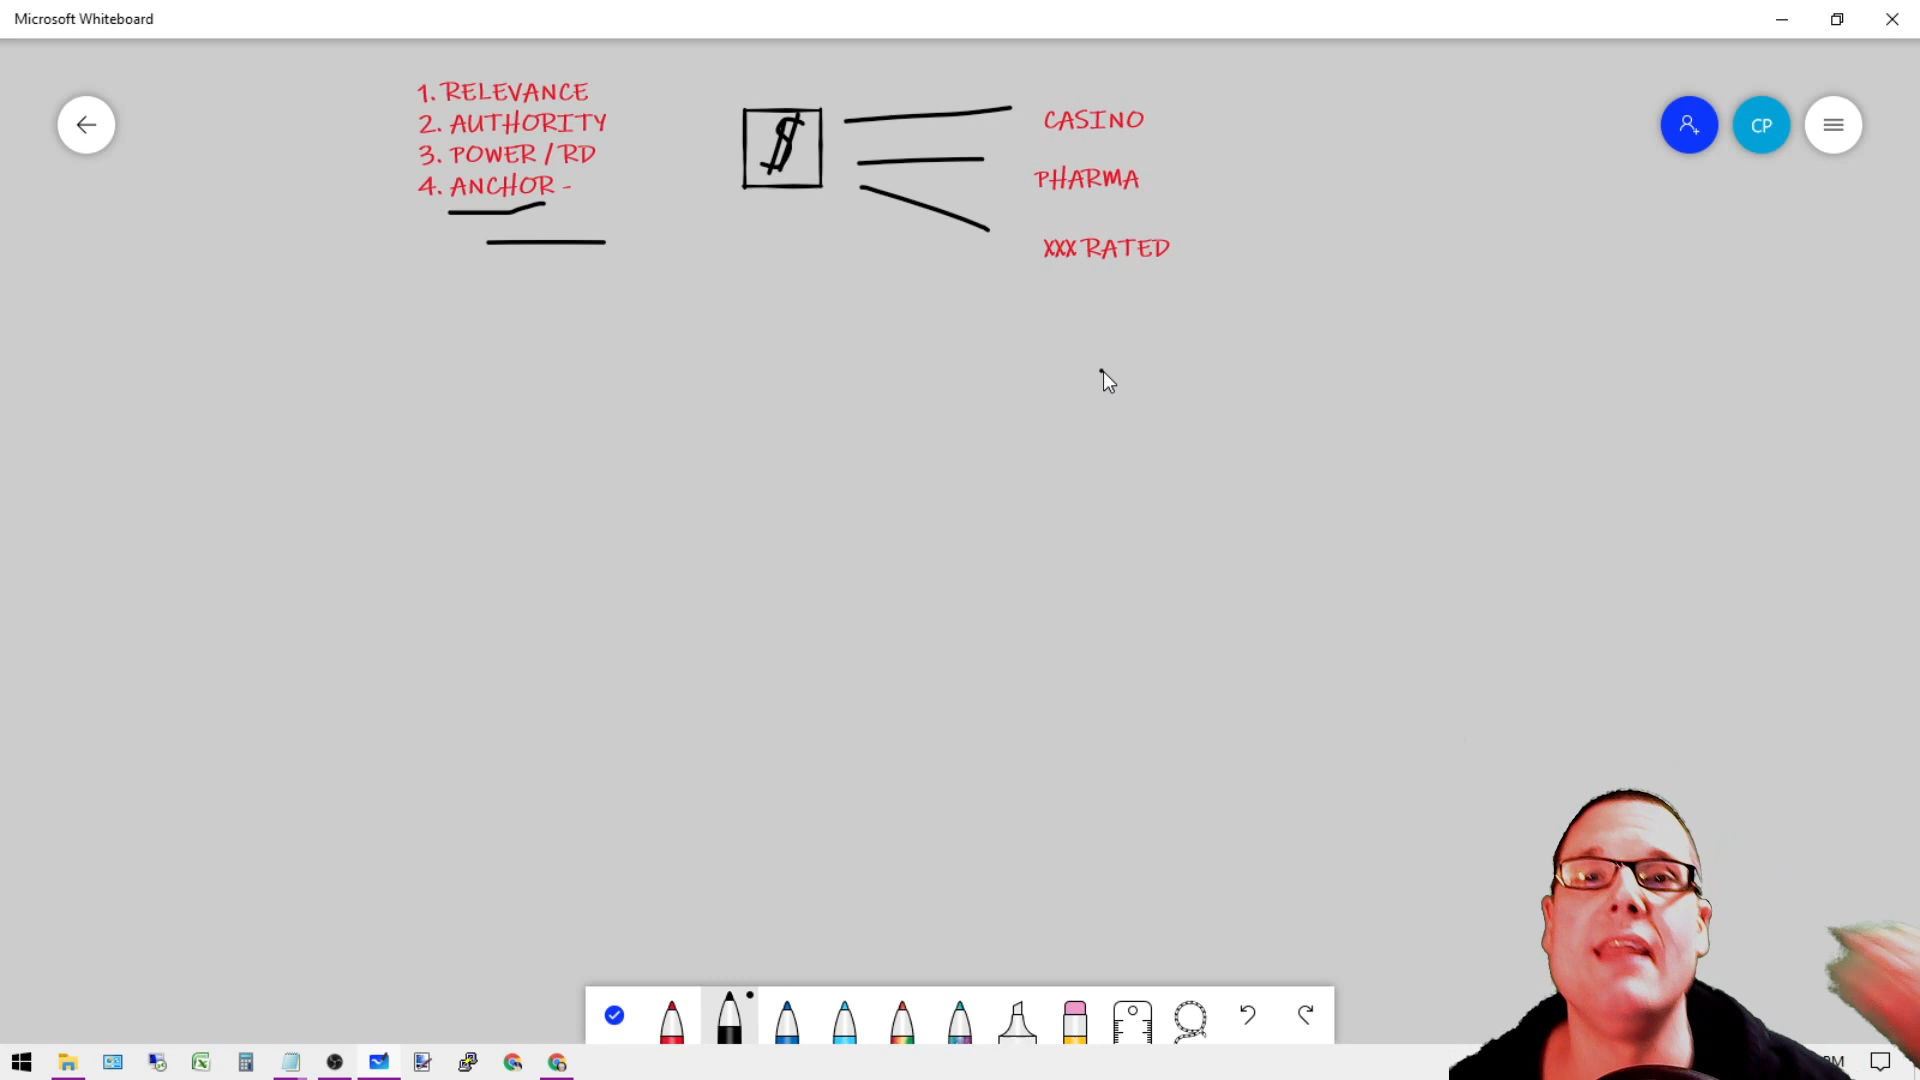 Microsoft Whiteboard
1. RELEVANCE
2. AUTHORITY
3. POWER / RD
4. ANCHOR -
$
CASINO
PHARMA
XXX RATED
CP